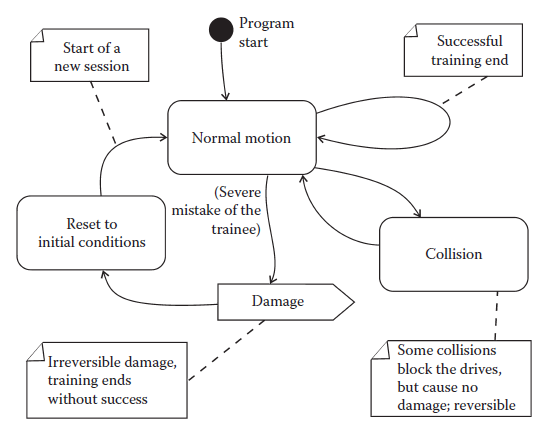 Program
start
Start of a
new session
Successful
training end
Normal motion
(Severe
mistake of the
trainee)
Reset to
initial conditions
Collision
Damage
Irreversible damage,
training ends
without success
Some collisions
block the drives,
but cause no
damage; reversible